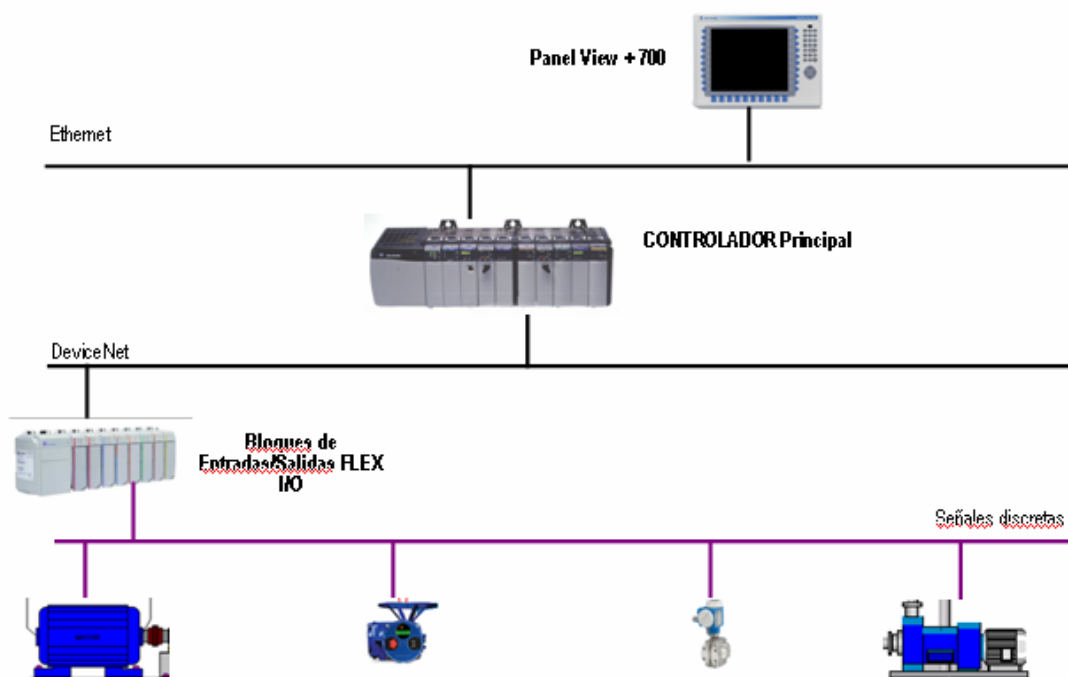 Panel View + 700
Ethernet
CONTROLADOR Principal
DeviceNet
Bloques de
Entradas/Salidas FLEX
I/O
Señales discretas